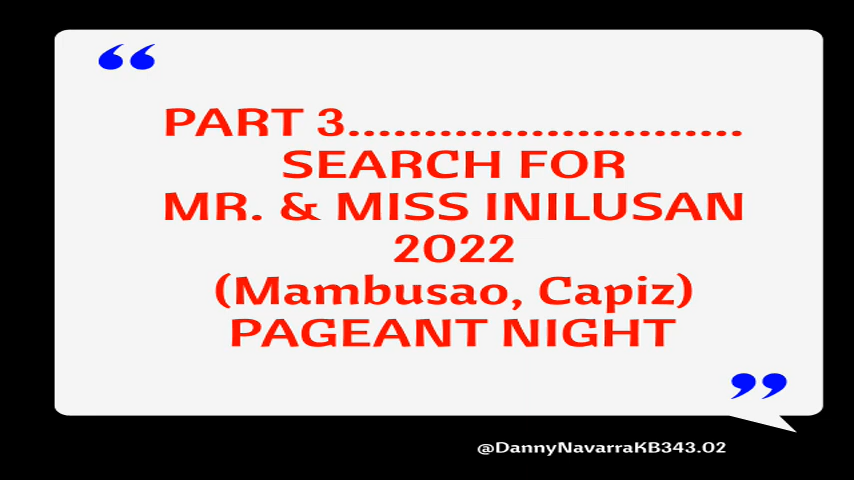 “
PART 3..........................
SEARCH FOR
MR. & MISS INILUSAN
2022
(Mambusao, Capiz)
PAGEANT NIGHT
”
@DannyNavarraKB343.02